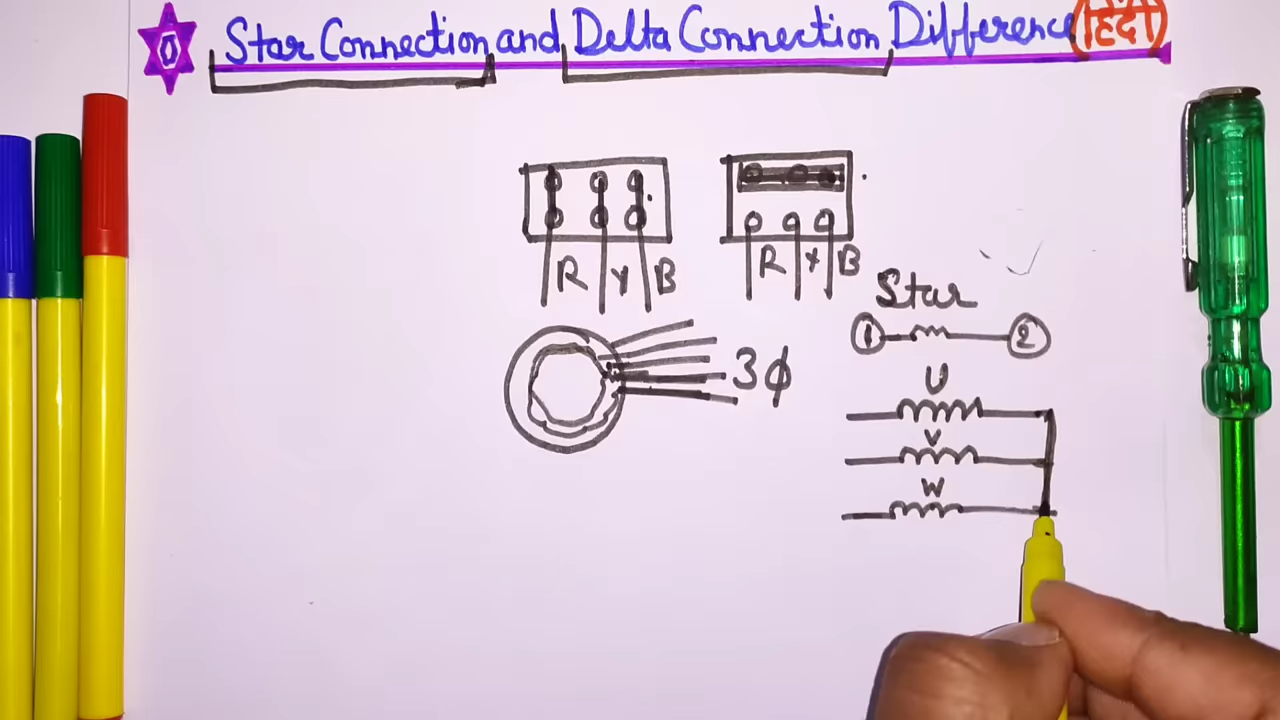 Star Connection and Delta Connection Difference (हिंदी)
R Y B
R Y B
Star
1 2
3ϕ
U
V
W